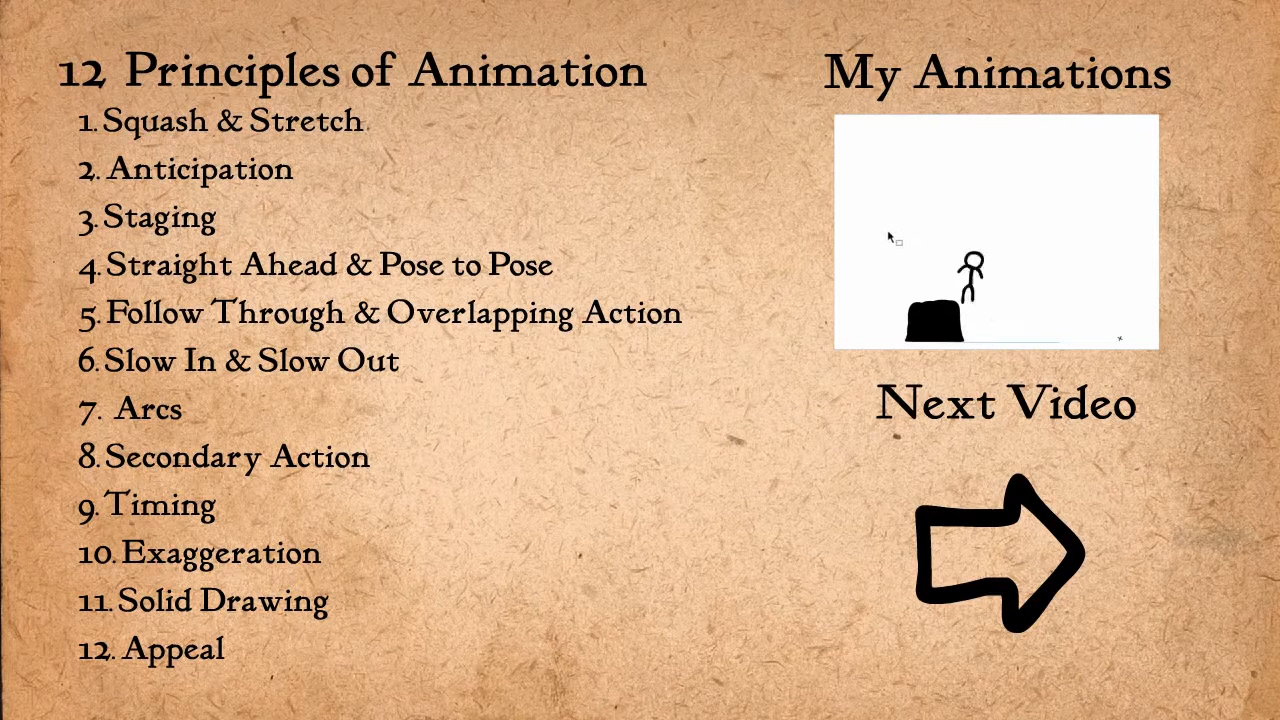 12 Principles of Animation
1. Squash & Stretch
2. Anticipation
3. Staging
4. Straight Ahead & Pose to Pose
5. Follow Through & Overlapping Action
6. Slow In & Slow Out
7. Arcs
8. Secondary Action
9. Timing
10. Exaggeration
11. Solid Drawing
12. Appeal
My Animations
Next Video